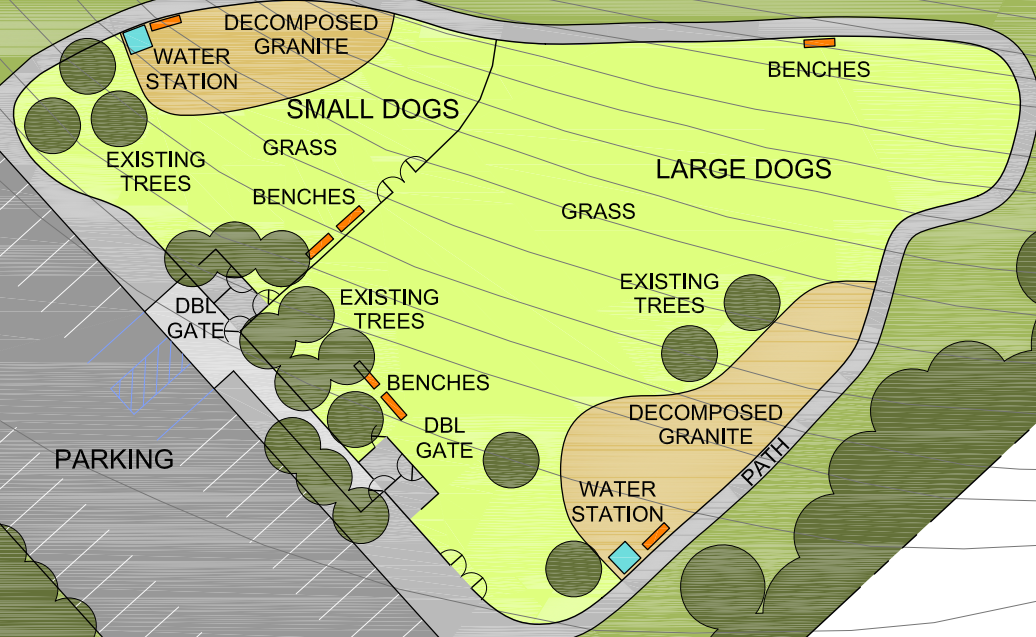 DECOMPOSED
GRANITE
WATER
STATION
BENCHES
SMALL DOGS
GRASS
EXISTING
TREES
LARGE DOGS
BENCHES
GRASS
DBL
GATE
EXISTING
TREES
EXISTING
TREES
BENCHES
DBL
GATE
DECOMPOSED
GRANITE
PARKING
PATH
WATER
STATION